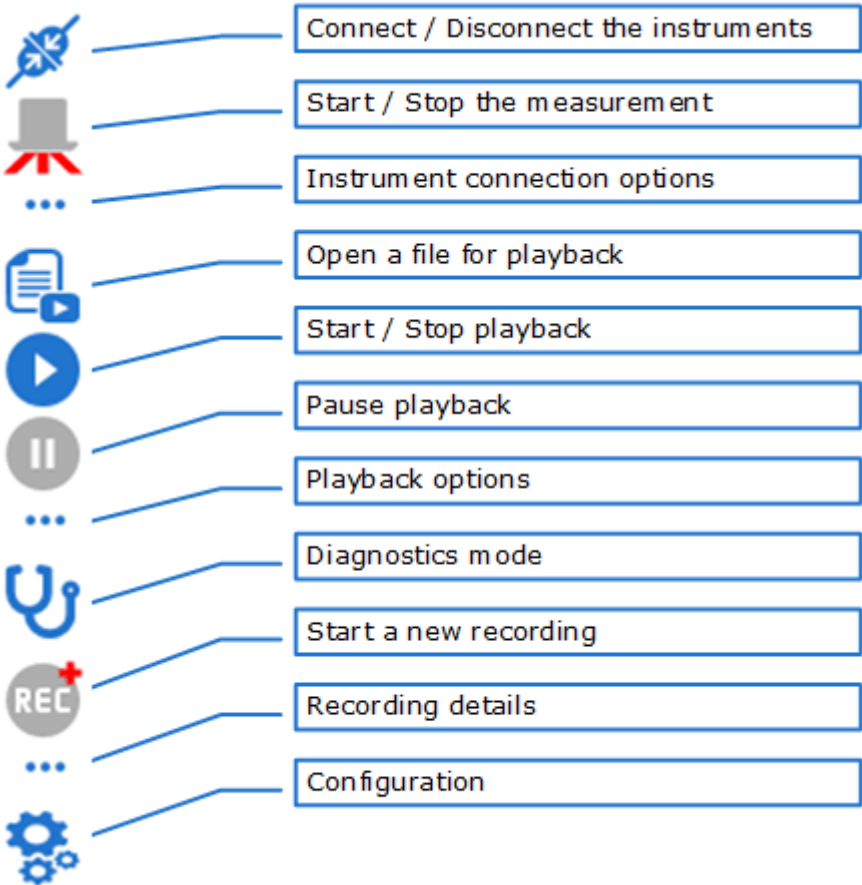 Connect / Disconnect the instruments
Start / Stop the measurement
Instrument connection options
Open a file for playback
Start / Stop playback
Pause playback
Playback options
Diagnostics mode
Start a new recording
REC
Recording details
Configuration